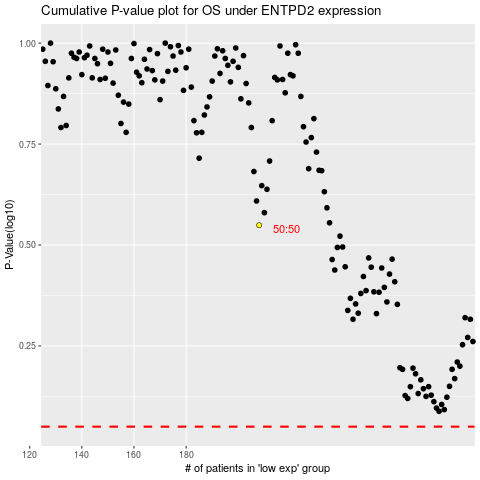 Cumulative P-value plot for OS under ENTPD2 expression
P-Value(log10)
1.00
0.75
0.50
0.25
50:50
120 140 160 180
# of patients in 'low exp' group